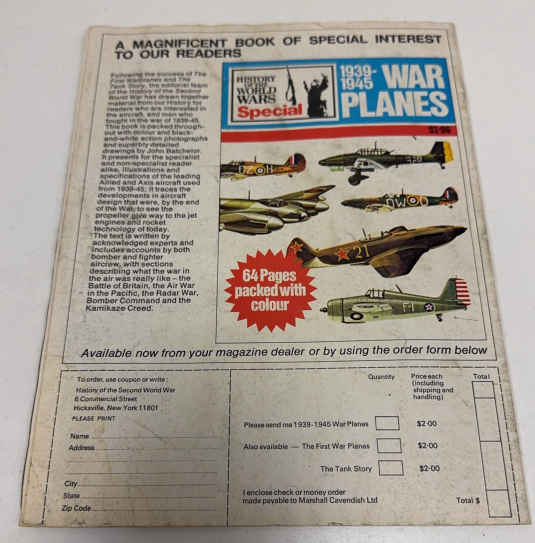 A MAGNIFICENT BOOK OF SPECIAL INTEREST
TO OUR READERS
Following the success of The
First Warplanes and The
Tank Story, the editorial team
of the History of the Second
World War has drawn together
material from our History for
readers who are interested in
the aircraft, and men who
fought in the war of 1939-45.
This book is packed through-
out with colour and black-
and-white action photographs
and superbly detailed
drawings by John Batchelor.
It presents for the specialist
and non-specialist reader
alike, illustrations and
specifications of the leading
Allied and Axis aircraft used
from 1939-45; it traces the
developments in aircraft
design that were, by the end
of the War, to see the
propeller give way to the jet
engines and rocket
technology of today.
The text is written by
acknowledged experts and
includes accounts by both
bomber and fighter
aircrew, with sections
describing what the war in
the air was really like – the
Battle of Britain, the Air War
in the Pacific, the Radar War,
Bomber Command and the
Kamikaze Creed.
HISTORY
OF THE
WORLD
WARS
Special
1939-
1945
WAR
PLANES
64 Pages
packed with
colour
21
Available now from your magazine dealer or by using the order form below
To order, use coupon or write:
History of the Second World War
6 Commercial Street
Hicksville, New York 11801
PLEASE PRINT
Name
Address
City
State
Zip Code
Quantity
Price each
(including
shipping and
handling)
Total
Please send me 1939-1945 War Planes
$2·00
Also available — The First War Planes
$2·00
The Tank Story
$2·00
I enclose check or money order
made payable to Marshall Cavendish Ltd
Total $